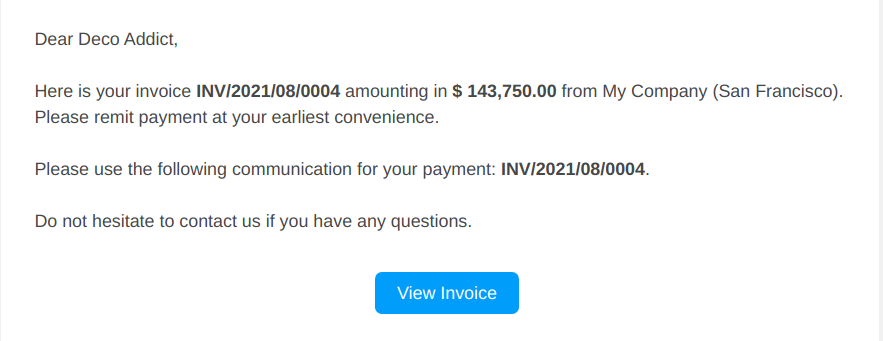 Dear Deco Addict,
Here is your invoice INV/2021/08/0004 amounting in $ 143,750.00 from My Company (San Francisco).
Please remit payment at your earliest convenience.
Please use the following communication for your payment: INV/2021/08/0004.
Do not hesitate to contact us if you have any questions.
View Invoice